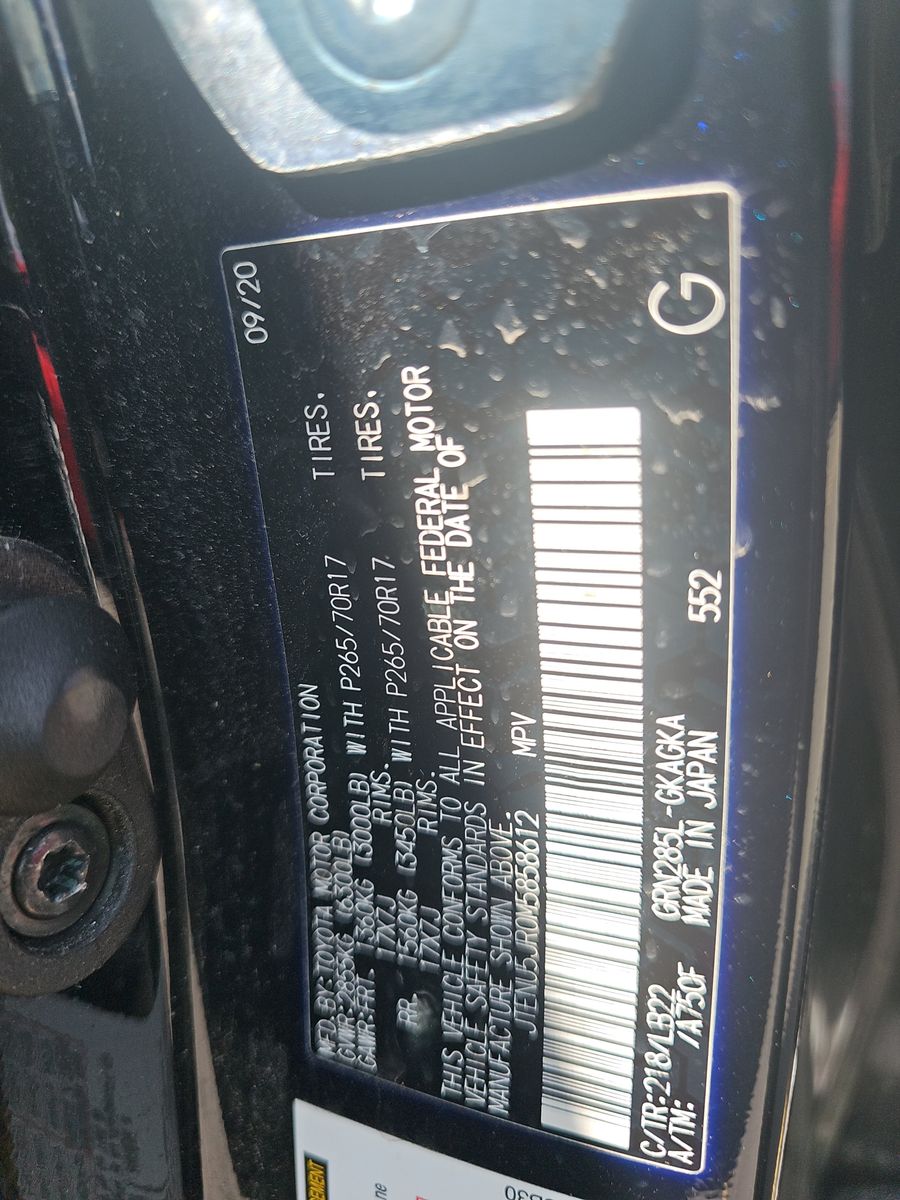 09/20
MFD. BY:TOYOTA MOTOR CORPORATION
GVWR:2855KG (6300LB)
GAWR:FR. 1360KG (3000LB) WITH P265/70R17 TIRES.
17X7J RIMS.
RR. 1560KG (3450LB) WITH P265/70R17 TIRES.
17X7J RIMS.
THIS VEHICLE CONFORMS TO ALL APPLICABLE FEDERAL MOTOR
VEHICLE SAFETY STANDARDS IN EFFECT ON THE DATE OF
MANUFACTURE SHOWN ABOVE.
JTENU5JR0M5858612 MPV
C/TR:218/LB22 GRN285L-GKAGKA
A/TM: /A750F MADE IN JAPAN 552
G